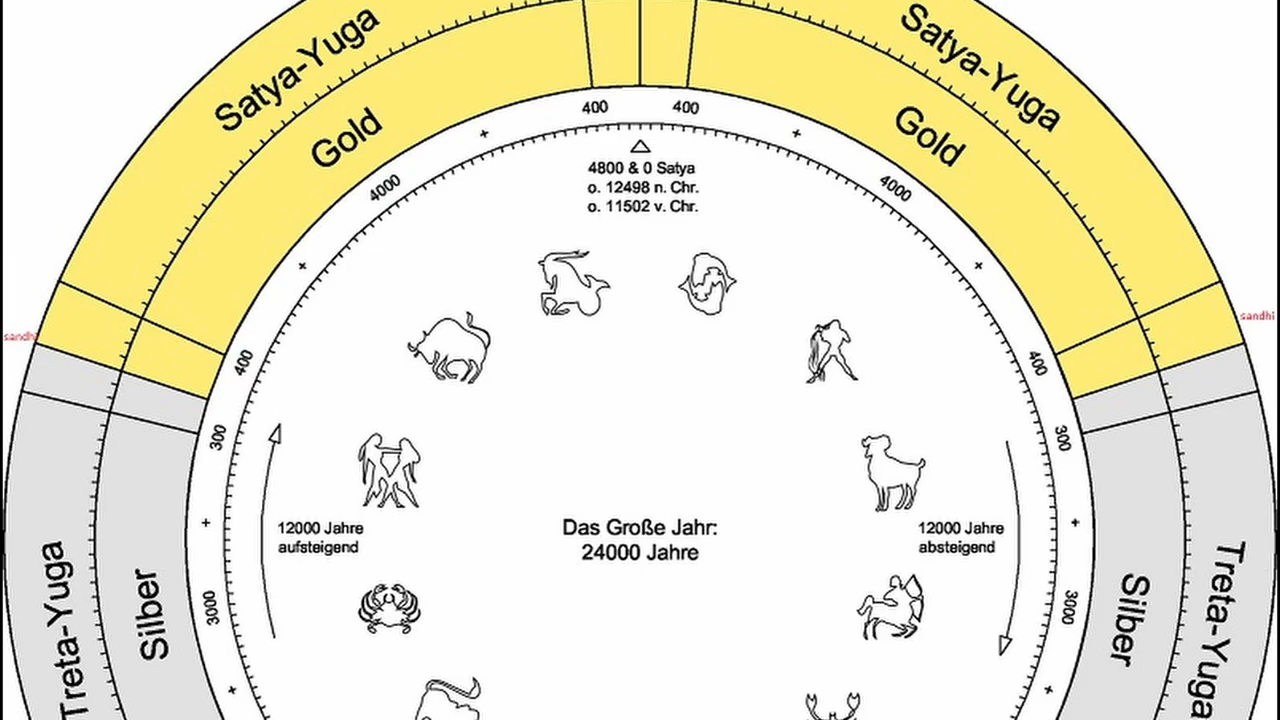 Satya-Yuga
Satya-Yuga
Gold
Gold
400
400
4800 & 0 Satya
o. 12498 n. Chr.
o. 11502 v. Chr.
4000
4000
sandhi
sandhi
400
400
300
300
12000 Jahre
aufsteigend
Das Große Jahr:
24000 Jahre
12000 Jahre
absteigend
Treta-Yuga
Silber
3000
3000
Silber
Treta-Yuga